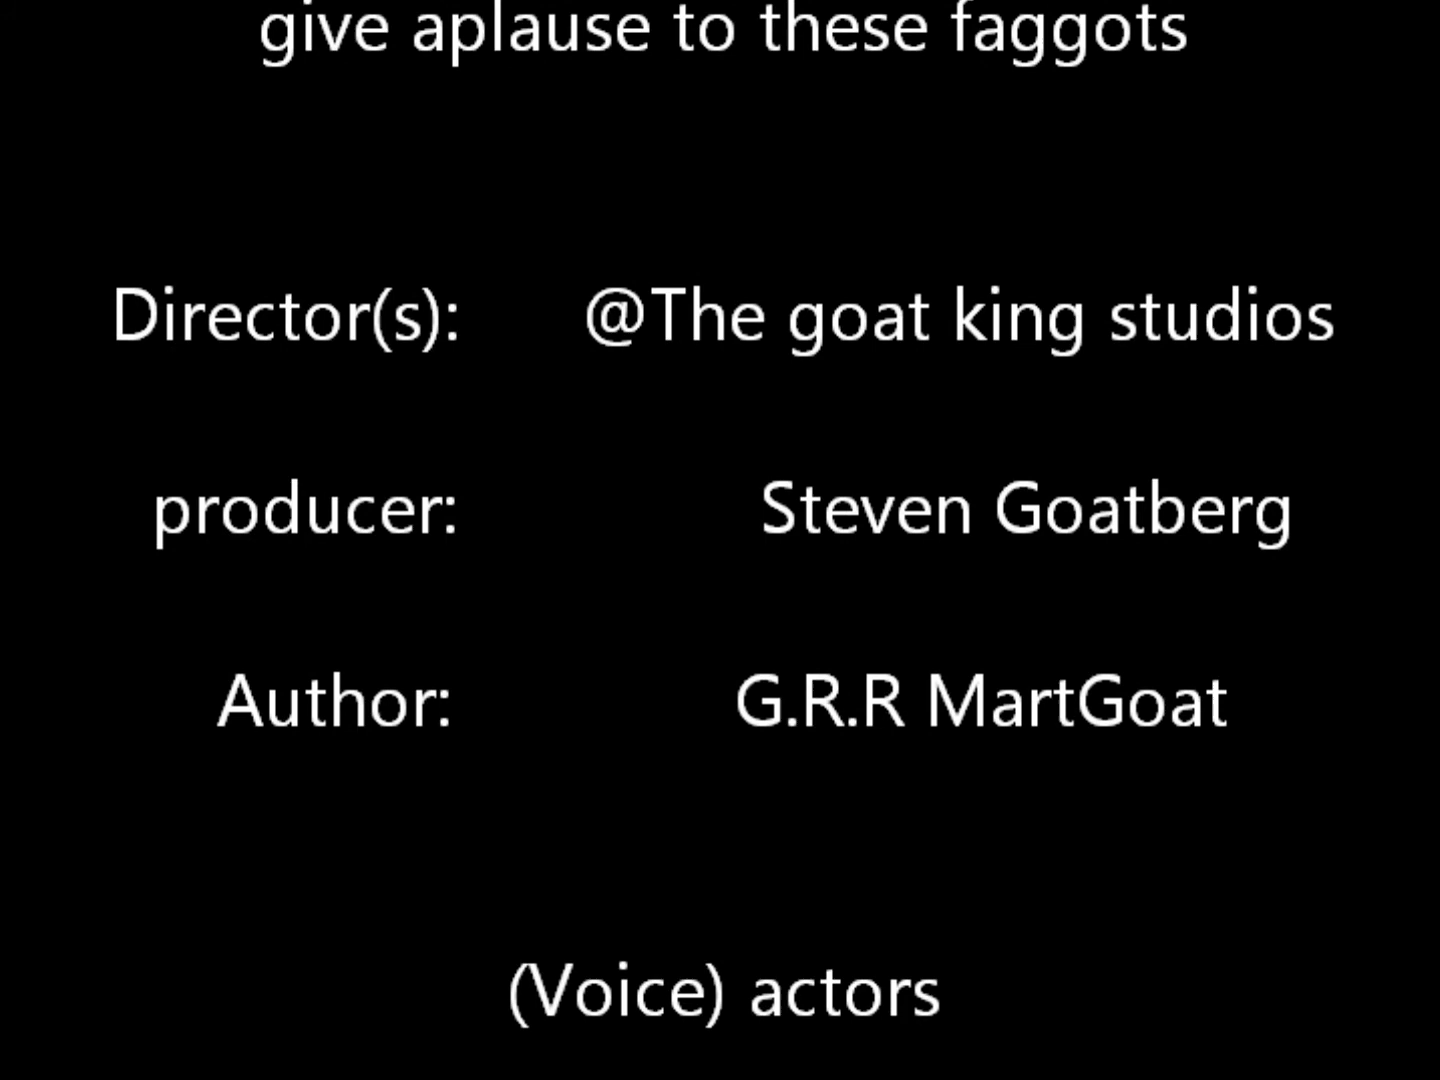 give aplause to these faggots
Director(s): @The goat king studios
producer: Steven Goatberg
Author: G.R.R MartGoat
(Voice) actors